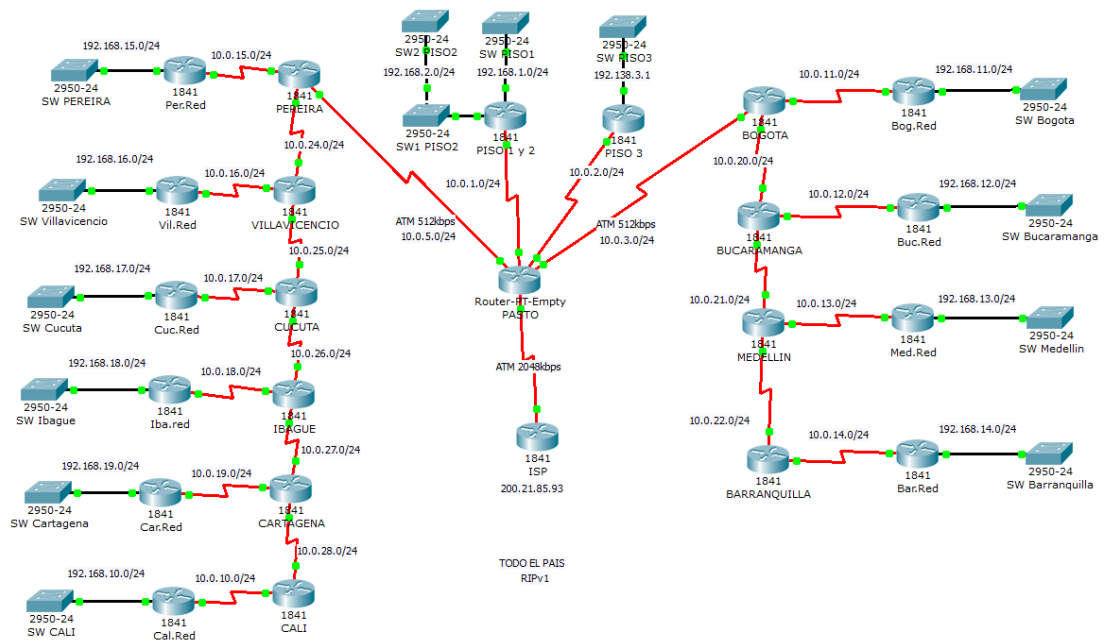 192.168.15.0/24
10.0.15.0/24
2950-24
SW PEREIRA
1841
Per.Red
1841
PEREIRA
10.0.24.0/24
192.168.16.0/24
10.0.16.0/24
2950-24
SW Villavicencio
1841
Vil.Red
1841
VILLAVICENCIO
10.0.25.0/24
192.168.17.0/24
10.0.17.0/24
2950-24
SW Cucuta
1841
Cuc.Red
1841
CUCUTA
10.0.26.0/24
192.168.18.0/24
10.0.18.0/24
2950-24
SW Ibague
1841
Iba.red
1841
IBAGUE
10.0.27.0/24
192.168.19.0/24
10.0.19.0/24
2950-24
SW Cartagena
1841
Car.Red
1841
CARTAGENA
10.0.28.0/24
192.168.10.0/24
10.0.10.0/24
2950-24
SW CALI
1841
Cal.Red
1841
CALI
2950-24
SW2 PISO2
2950-24
SW PISO1
2950-24
SW PISO3
192.168.2.0/24
192.168.1.0/24
192.138.3.1
2950-24
SW1 PISO2
1841
PISO 1 y 2
1841
PISO 3
10.0.1.0/24
10.0.2.0/24
ATM 512kbps
10.0.5.0/24
ATM 512kbps
10.0.3.0/24
Router-PT-Empty
PASTO
ATM 2048kbps
1841
ISP
200.21.85.93
TODO EL PAIS
RIPv1
10.0.11.0/24
192.168.11.0/24
1841
BOGOTA
1841
Bog.Red
2950-24
SW Bogota
10.0.20.0/24
10.0.12.0/24
192.168.12.0/24
1841
BUCARAMANGA
1841
Buc.Red
2950-24
SW Bucaramanga
10.0.21.0/24
10.0.13.0/24
192.168.13.0/24
1841
MEDELLIN
1841
Med.Red
2950-24
SW Medellin
10.0.22.0/24
10.0.14.0/24
192.168.14.0/24
1841
BARRANQUILLA
1841
Bar.Red
2950-24
SW Barranquilla